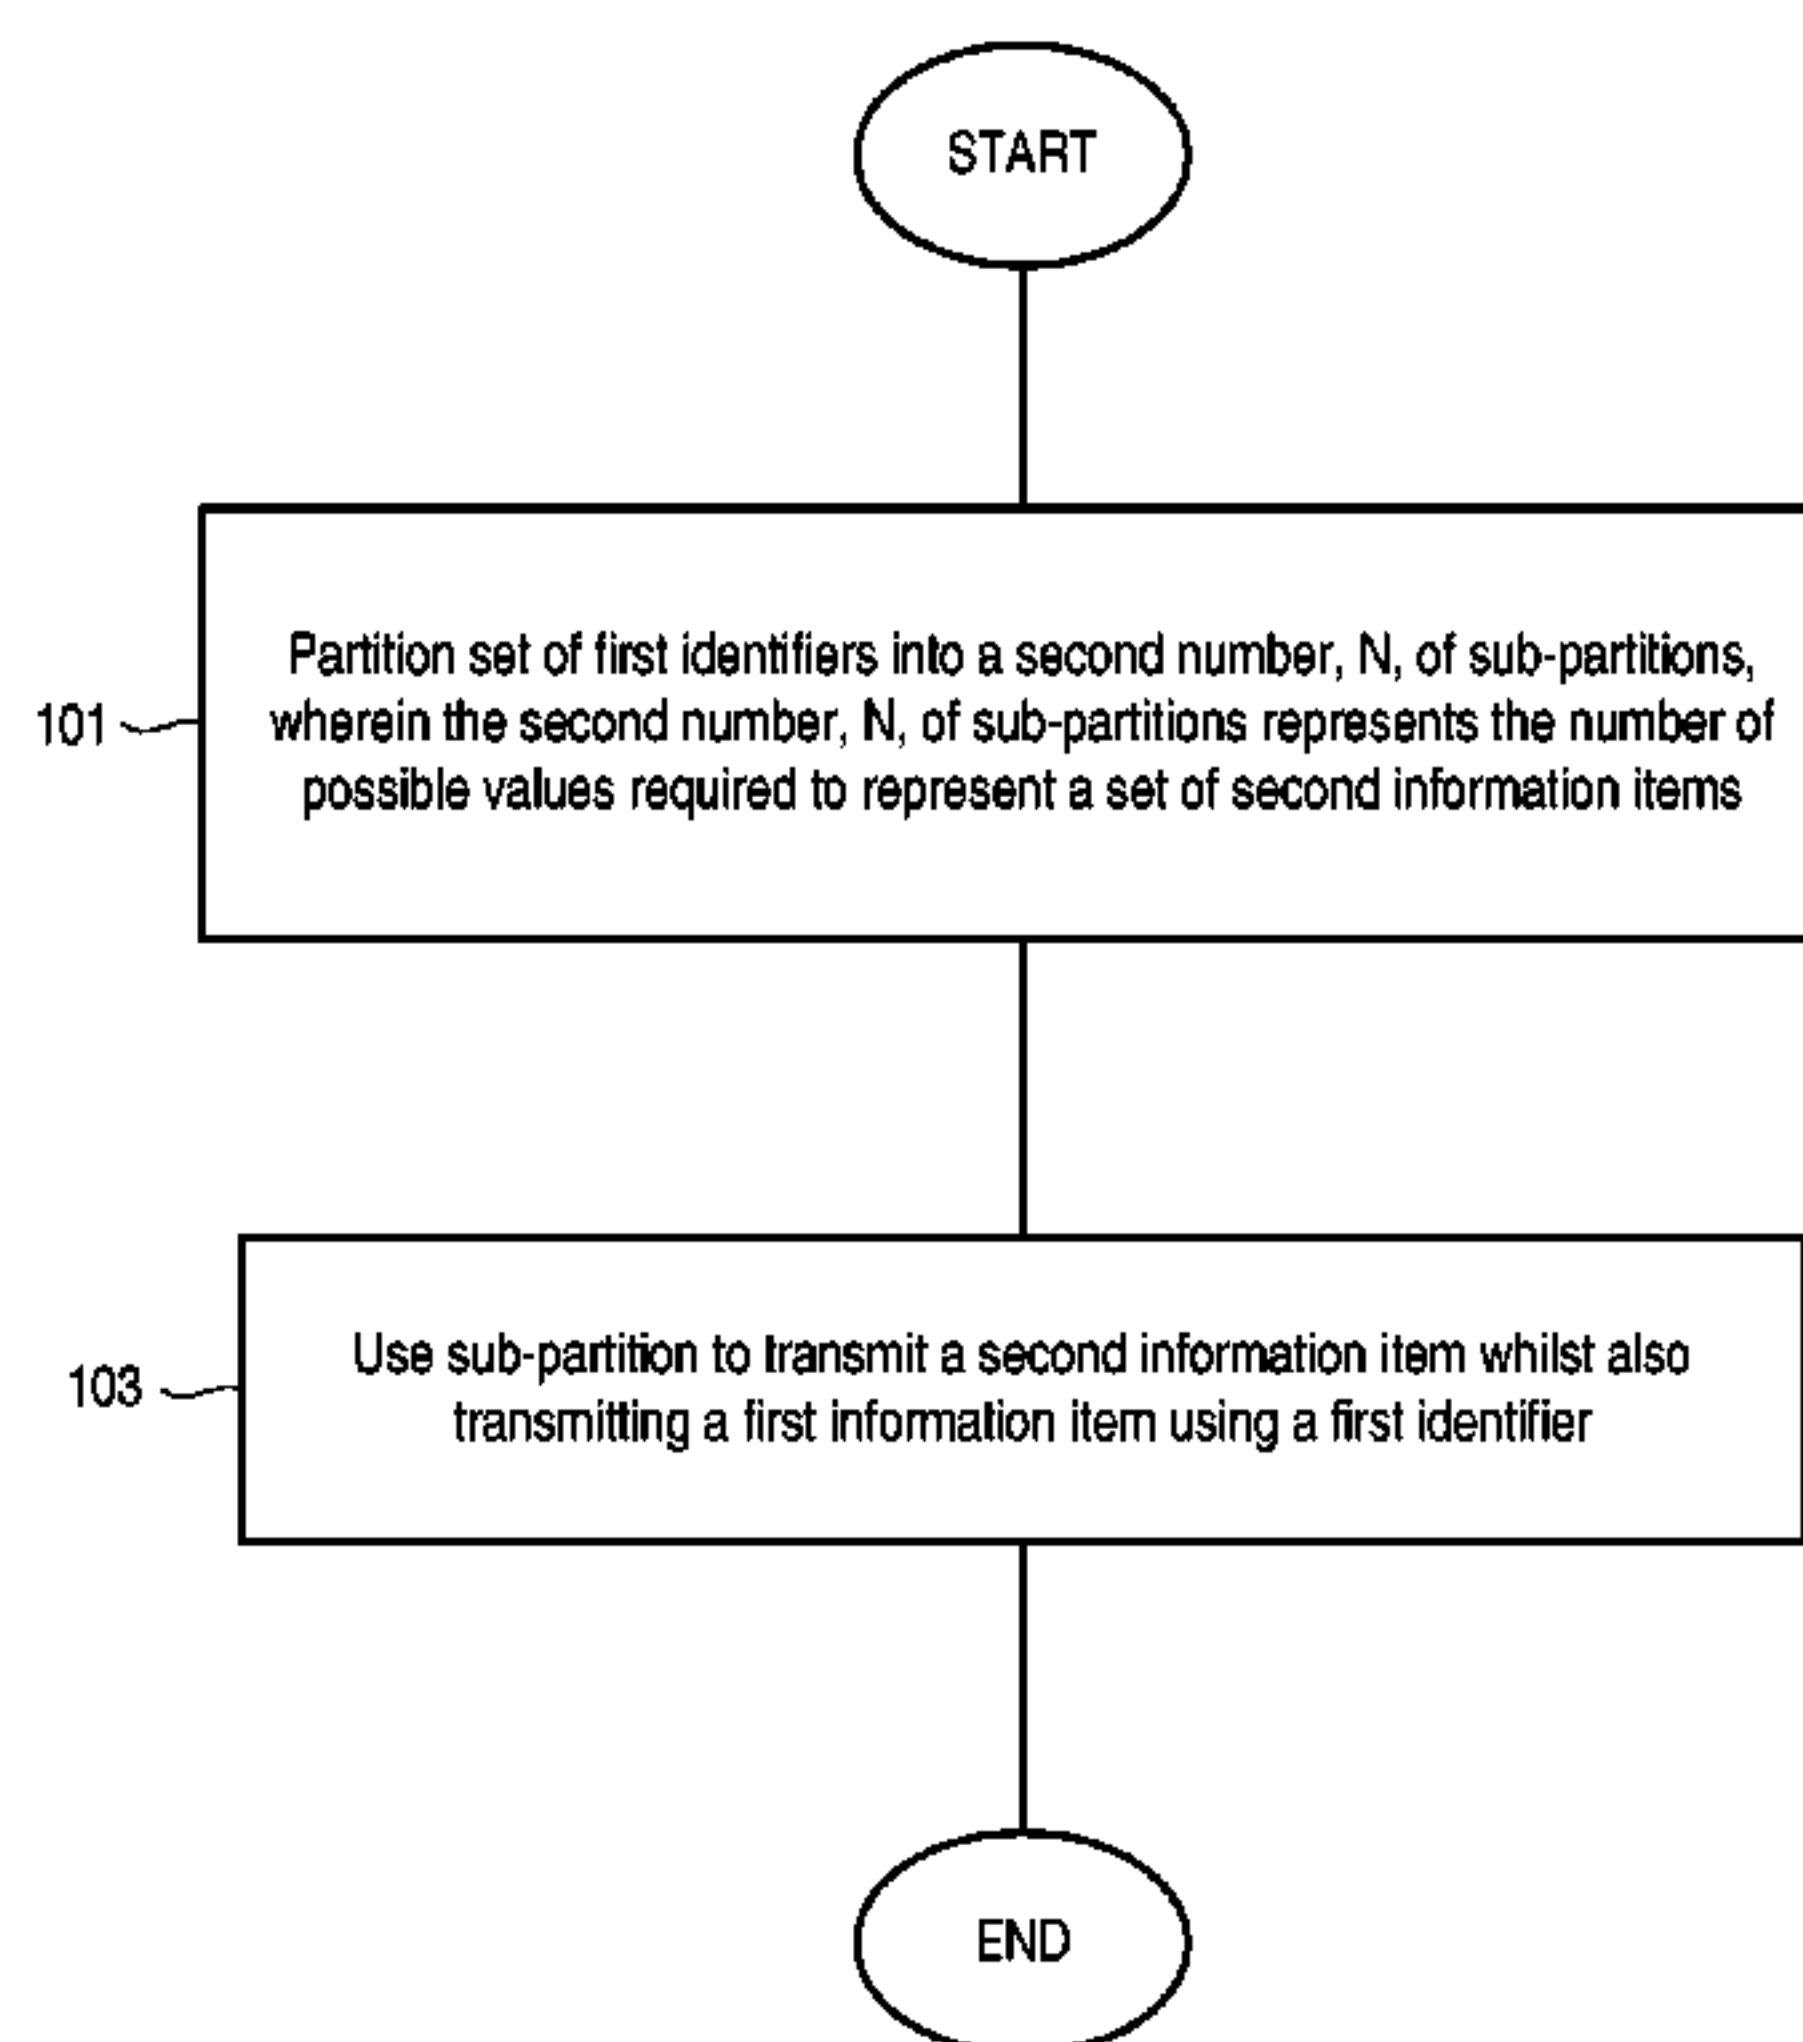 START
Partition set of first identifiers into a second number, N, of sub-partitions,
101
wherein the second number, N, of sub-partitions represents the number of
possible values required to represent a set of second information items
Use sub-partition to transmit a second information item whilst also
103
transmitting a first information item using a first identifier
END